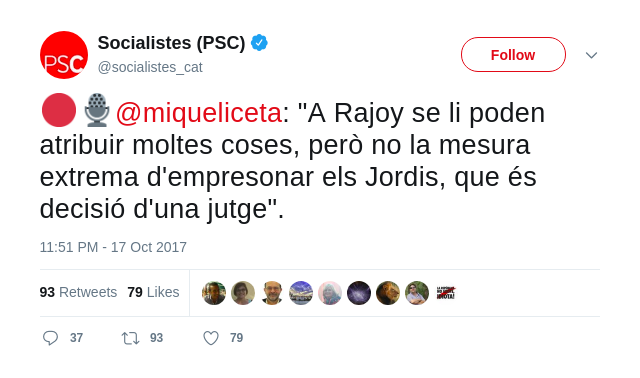 PSC
Socialistes (PSC)
@socialistes_cat
Follow
@miqueliceta: "A Rajoy se li poden
atribuir moltes coses, però no la mesura
extrema d'empresonar els Jordis, que és
decisió d'una jutge".
11:51 PM - 17 Oct 2017
93 Retweets 79 Likes
37 93 79